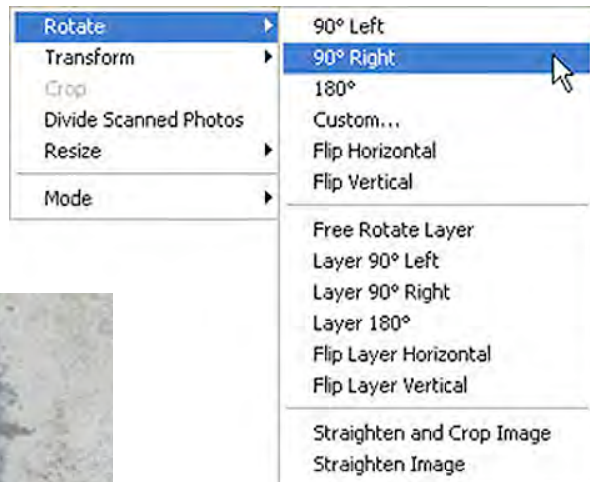 Rotate
Transform
Crop
Divide Scanned Photos
Resize
Mode
90° Left
90° Right
180°
Custom...
Flip Horizontal
Flip Vertical
Free Rotate Layer
Layer 90° Left
Layer 90° Right
Layer 180°
Flip Layer Horizontal
Flip Layer Vertical
Straighten and Crop Image
Straighten Image